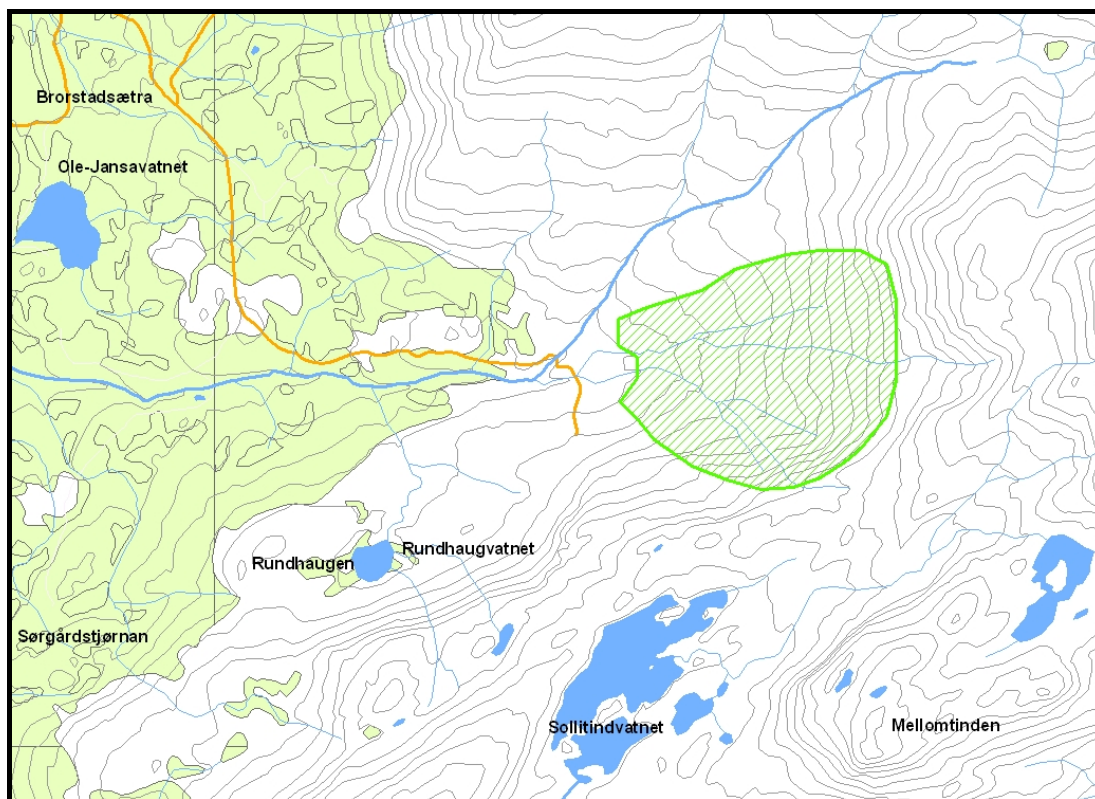 Brorstadsætra
Ole-Jansavatnet
Rundhaugvatnet
Rundhaugen
Sørgårdstjørnan
Sollitindvatnet
Mellomtinden